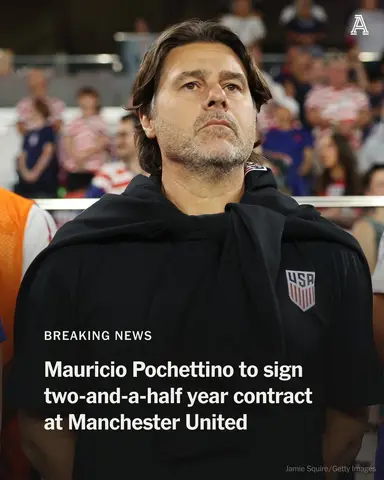 A
USA
BREAKING NEWS
Mauricio Pochettino to sign
two-and-a-half year contract
at Manchester United
Jamie Squire/Getty Images